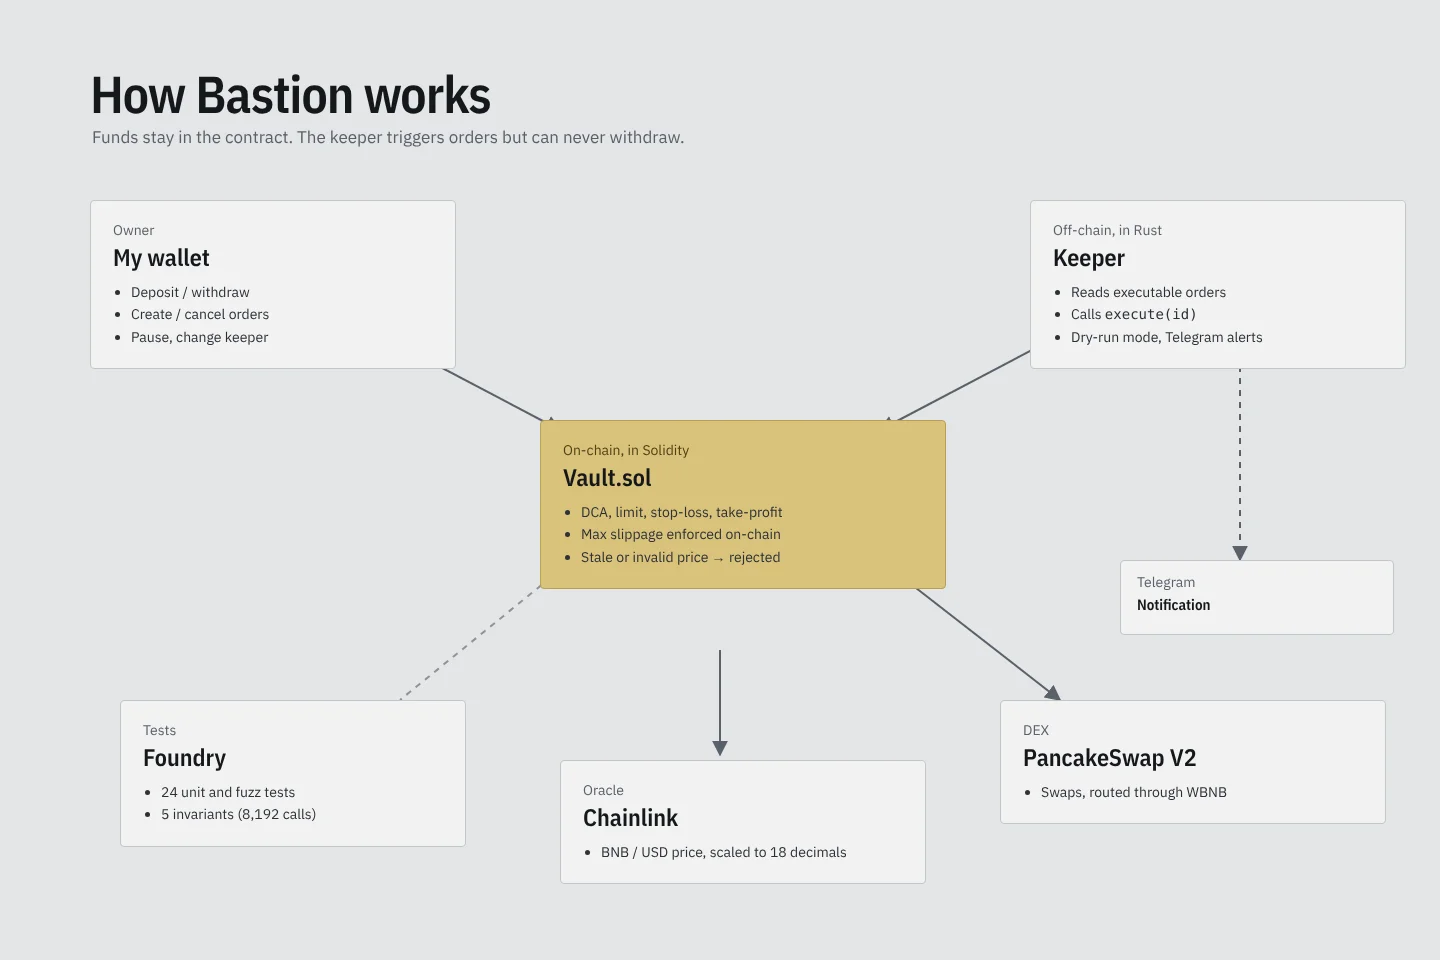 How Bastion works
Funds stay in the contract. The keeper triggers orders but can never withdraw.
Owner
My wallet
• Deposit / withdraw
• Create / cancel orders
• Pause, change keeper
Off-chain, in Rust
Keeper
• Reads executable orders
• Calls execute(id)
• Dry-run mode, Telegram alerts
On-chain, in Solidity
Vault.sol
• DCA, limit, stop-loss, take-profit
• Max slippage enforced on-chain
• Stale or invalid price → rejected
Telegram
Notification
Tests
Foundry
• 24 unit and fuzz tests
• 5 invariants (8,192 calls)
Oracle
Chainlink
• BNB / USD price, scaled to 18 decimals
DEX
PancakeSwap V2
• Swaps, routed through WBNB